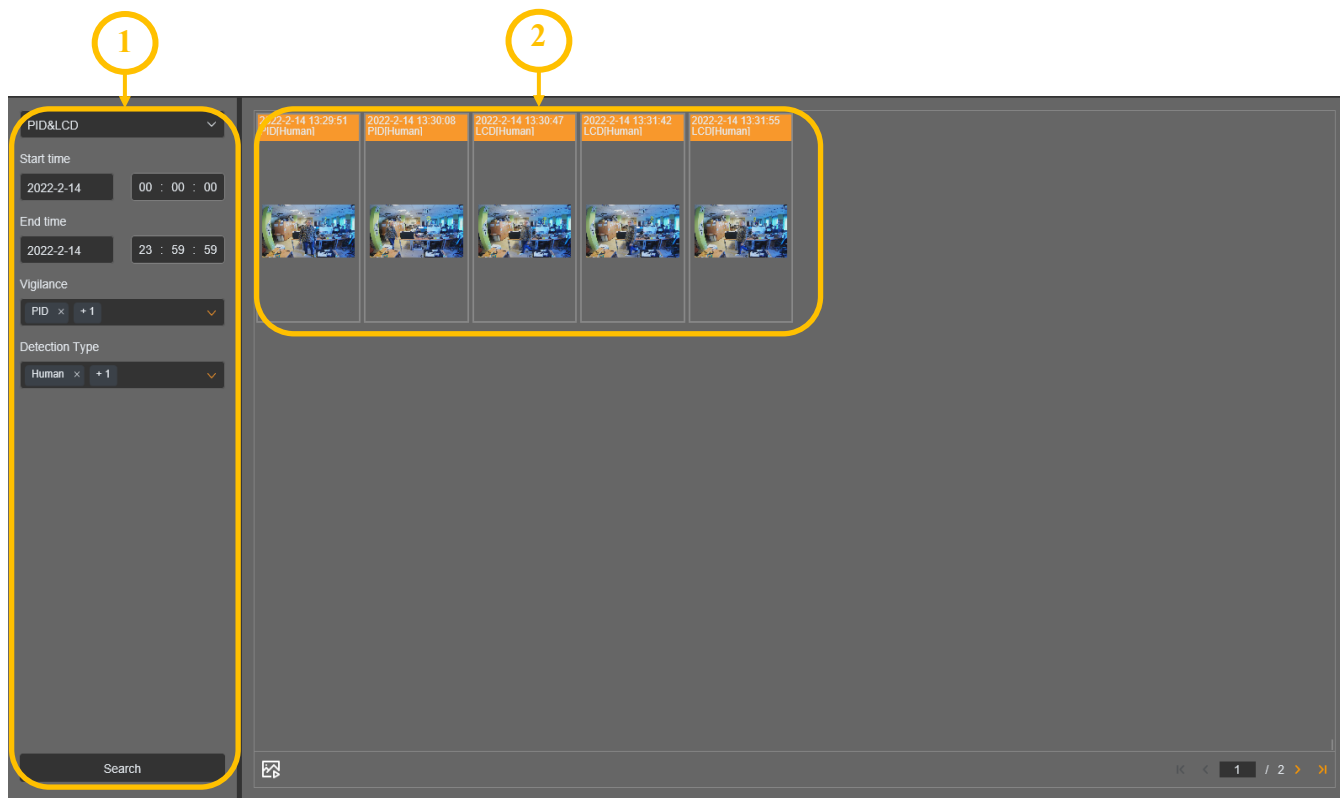 1
2
PID&LCD
Start time
2022-2-14 00 : 00 : 00
End time
2022-2-14 23 : 59 : 59
Vigilance
PID × + 1
Detection Type
Human × + 1
Search
2022-2-14 13:29:51
PID[Human]
2022-2-14 13:30:08
PID[Human]
2022-2-14 13:30:47
LCD[Human]
2022-2-14 13:31:42
LCD[Human]
2022-2-14 13:31:55
LCD[Human]
1 / 2